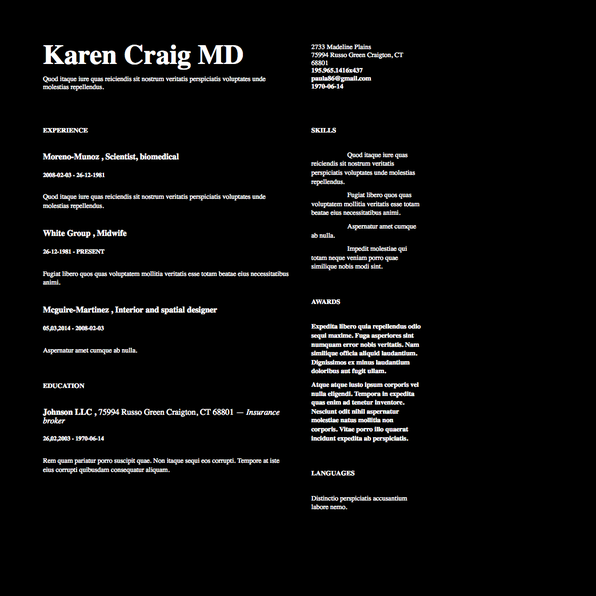 Karen Craig MD
Quod itaque iure quas reiciendis sit nostrum veritatis perspiciatis voluptates unde
molestias repellendus.
2733 Madeline Plains
75994 Russo Green Craigton, CT
68801
195.965.1416x437
paula86@gmail.com
1970-06-14
EXPERIENCE
Moreno-Munoz , Scientist, biomedical
2008-02-03 - 26-12-1981
Quod itaque iure quas reiciendis sit nostrum veritatis perspiciatis voluptates unde
molestias repellendus.
White Group , Midwife
26-12-1981 - PRESENT
Fugiat libero quos quas voluptatem mollitia veritatis esse totam beatae eius necessitatibus
animi.
Mcguire-Martinez , Interior and spatial designer
05,03,2014 - 2008-02-03
Aspernatur amet cumque ab nulla.
EDUCATION
Johnson LLC , 75994 Russo Green Craigton, CT 68801 — Insurance
broker
26,02,2003 - 1970-06-14
Rem quam pariatur porro suscipit quae. Non itaque sequi eos corrupti. Tempore at iste
eius corrupti quibusdam consequatur aliquam.
SKILLS
Quod itaque iure quas
reiciendis sit nostrum veritatis
perspiciatis voluptates unde molestias
repellendus.
Fugiat libero quos quas
voluptatem mollitia veritatis esse totam
beatae eius necessitatibus animi.
Aspernatur amet cumque
ab nulla.
Impedit molestiae qui
totam neque veniam porro quae
similique nobis modi sint.
AWARDS
Expedita libero quia repellendus odio
sequi maxime. Fuga asperiores sint
numquam error nobis veritatis. Nam
similique officia aliquid laudantium.
Dignissimos ex minus laudantium
doloribus aut fugit ullam.
Atque atque iusto ipsum corporis vel
nulla eligendi. Tempora in expedita
quas enim ad tenetur inventore.
Nesciunt odit nihil aspernatur
molestiae natus mollitia non
corporis. Vitae porro illo quaerat
incidunt expedita ab perspiciatis.
LANGUAGES
Distinctio perspiciatis accusantium
labore nemo.